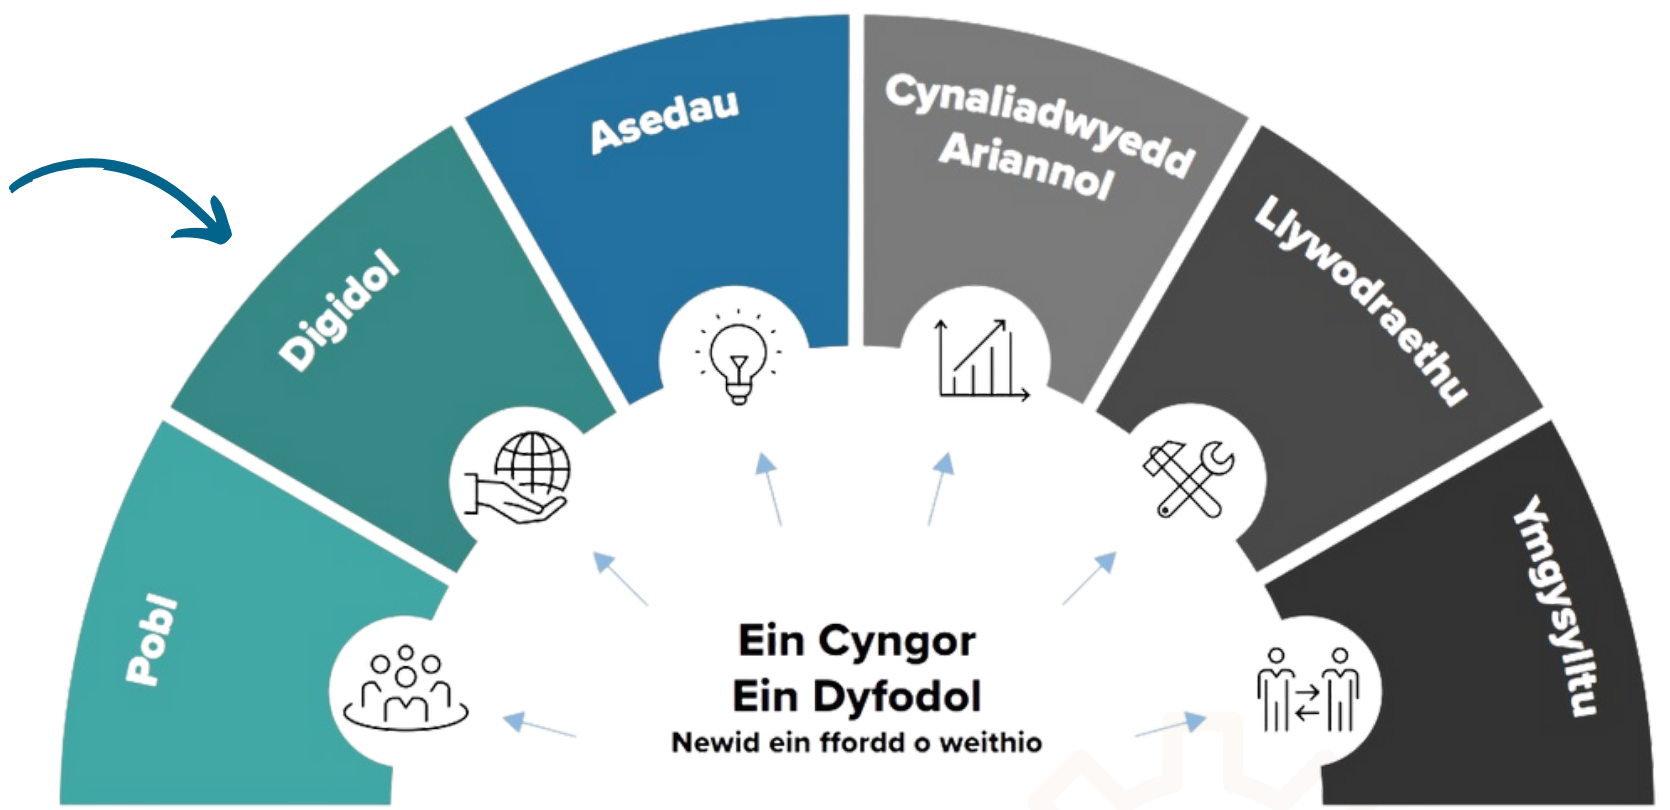 Pobl
Digidol
Asedau
Cynaliadwyedd
Ariannol
Llywodraethu
Ymgysylltu
Ein Cyngor
Ein Dyfodol
Newid ein ffordd o weithio